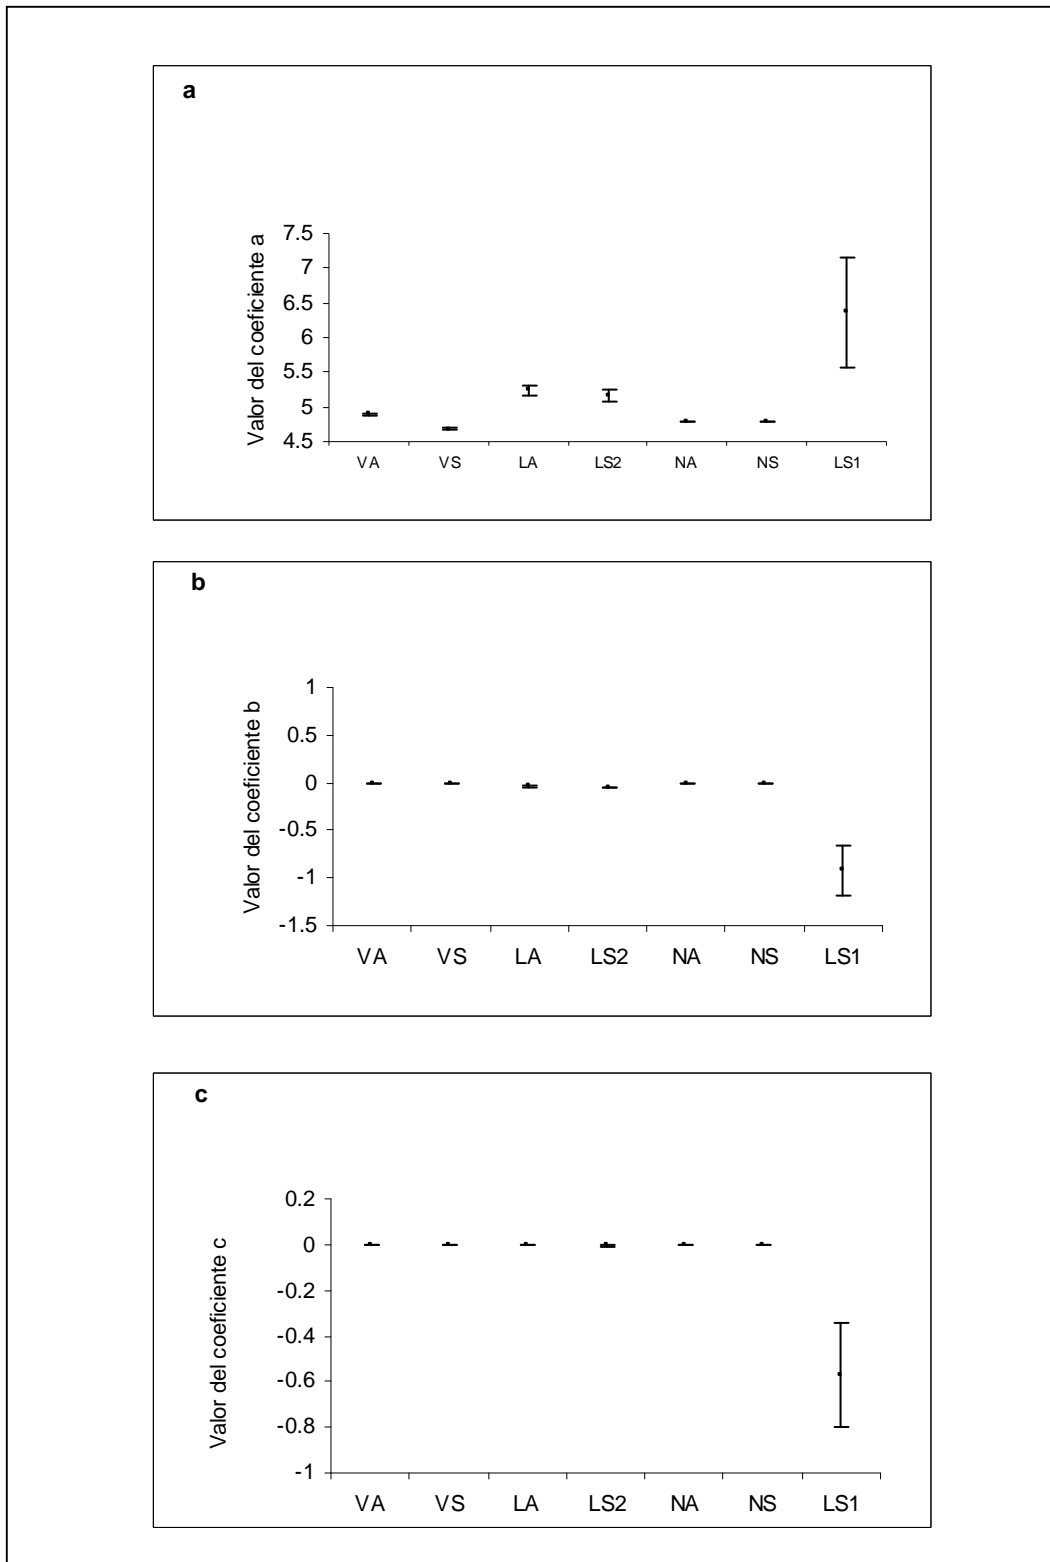 a
Valor del coeficiente a
7.5
7
6.5
6
5.5
5
4.5
VA VS LA LS2 NA NS LS1
b
Valor del coeficiente b
1
0.5
0
-0.5
-1
-1.5
VA VS LA LS2 NA NS LS1
c
Valor del coeficiente c
0.2
0
-0.2
-0.4
-0.6
-0.8
-1
VA VS LA LS2 NA NS LS1